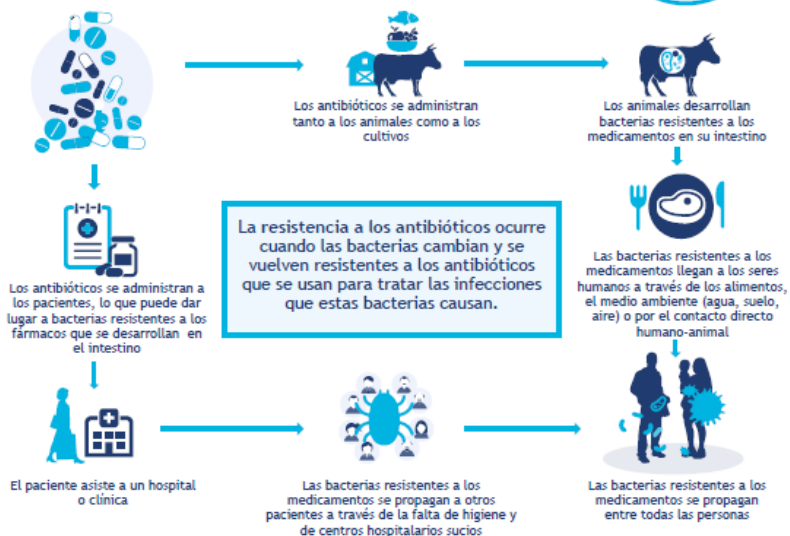 Los antibióticos se administran
tanto a los animales como a los
cultivos
Los animales desarrollan
bacterias resistentes a los
medicamentos en su intestino
Los antibióticos se administran a
los pacientes, lo que puede dar
lugar a bacterias resistentes a los
fármacos que se desarrollan en
el intestino
La resistencia a los antibióticos ocurre
cuando las bacterias cambian y se
vuelven resistentes a los antibióticos
que se usan para tratar las infecciones
que estas bacterias causan.
Las bacterias resistentes a los
medicamentos llegan a los seres
humanos a través de los alimentos,
el medio ambiente (agua, suelo,
aire) o por el contacto directo
humano-animal
El paciente asiste a un hospital
o clínica
Las bacterias resistentes a los
medicamentos se propagan a otros
pacientes a través de la falta de higiene y
de centros hospitalarios sucios
Las bacterias resistentes a los
medicamentos se propagan
entre todas las personas